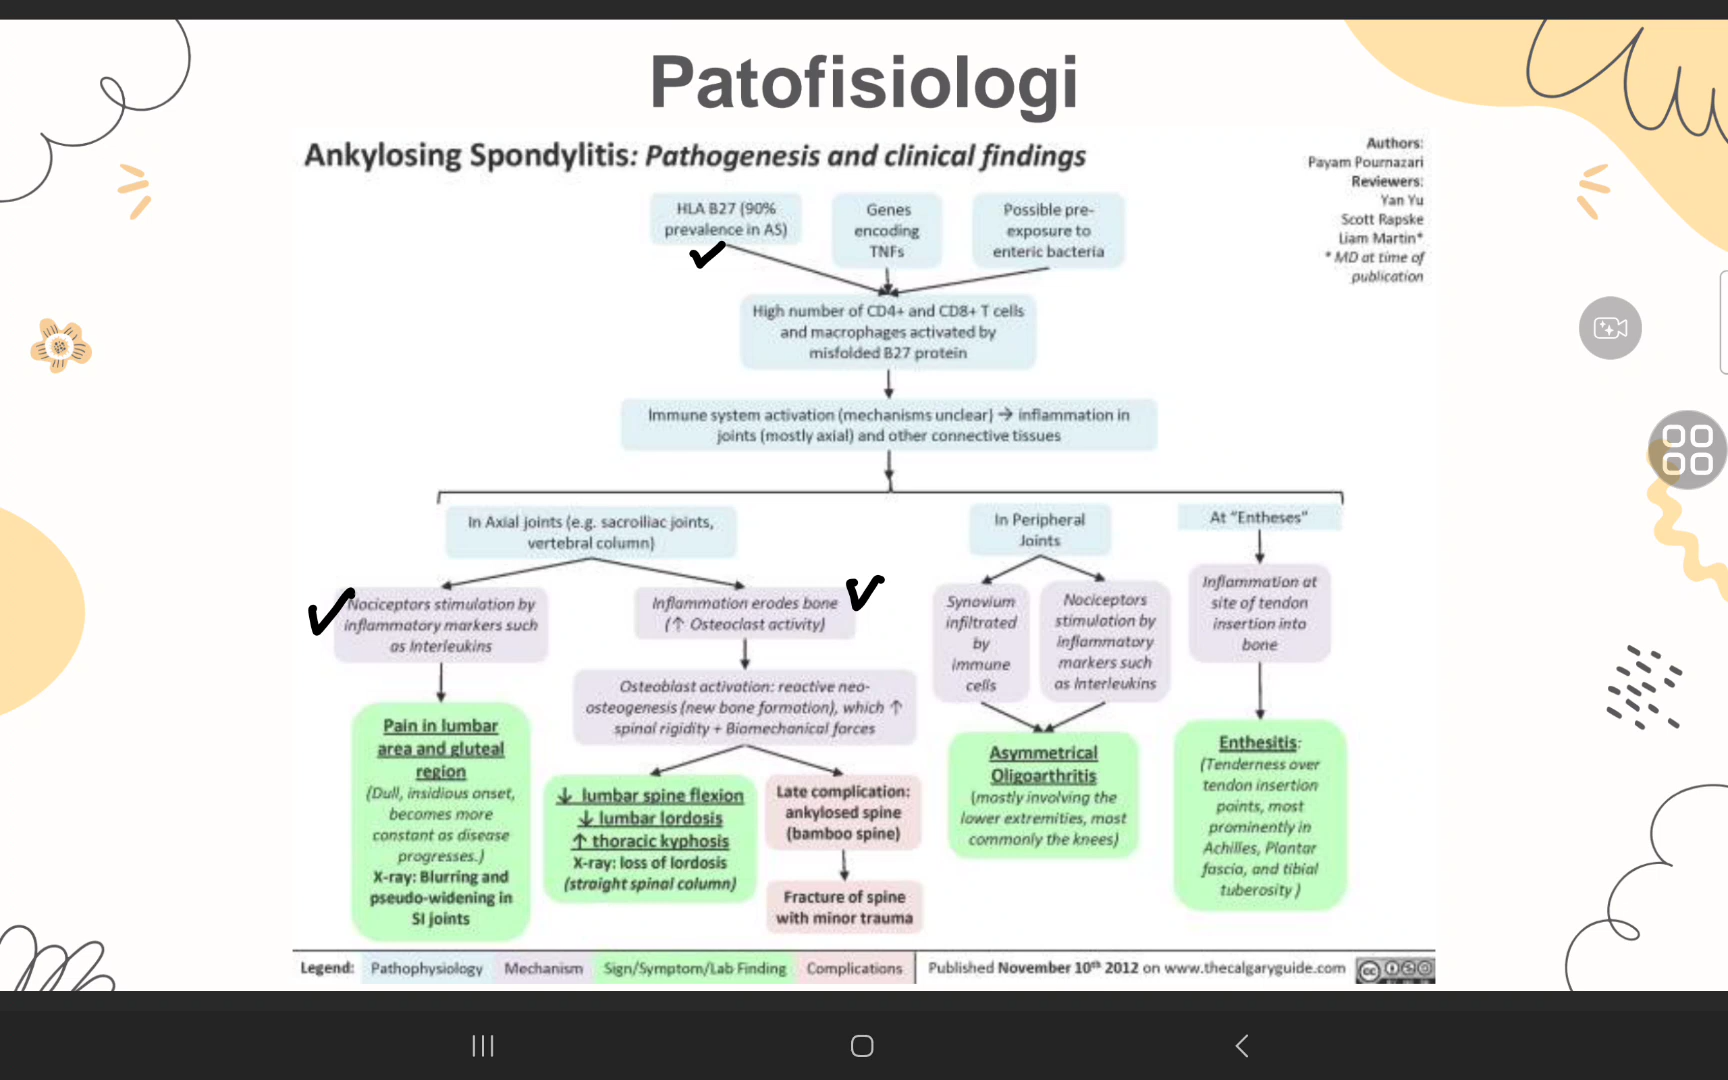 Patofisiologi
Ankylosing Spondylitis: Pathogenesis and clinical findings
Authors:
Payam Pournazari
Reviewers:
Yan Yu
Scott Rapske
Liam Martin*
* MD at time of
publication
HLA B27 (90%
prevalence in AS)
Genes
encoding
TNFs
Possible pre-
exposure to
enteric bacteria
High number of CD4+ and CD8+ T cells
and macrophages activated by
misfolded B27 protein
Immune system activation (mechanisms unclear) → inflammation in
joints (mostly axial) and other connective tissues
In Axial joints (e.g. sacroiliac joints,
vertebral column)
In Peripheral
Joints
At "Entheses"
Nociceptors stimulation by
inflammatory markers such
as Interleukins
Inflammation erodes bone
(↑ Osteoclast activity)
Synovium
infiltrated
by
immune
cells
Nociceptors
stimulation by
inflammatory
markers such
as Interleukins
Inflammation at
site of tendon
insertion into
bone
Osteoblast activation: reactive neo-
osteogenesis (new bone formation), which ↑
spinal rigidity + Biomechanical forces
Pain in lumbar
area and gluteal
region
(Dull, insidious onset,
becomes more
constant as disease
progresses.)
X-ray: Blurring and
pseudo-widening in
SI joints
↓ lumbar spine flexion
↓ lumbar lordosis
↑ thoracic kyphosis
X-ray: loss of lordosis
(straight spinal column)
Late complication:
ankylosed spine
(bamboo spine)
Fracture of spine
with minor trauma
Asymmetrical
Oligoarthritis
(mostly involving the
lower extremities, most
commonly the knees)
Enthesitis:
(Tenderness over
tendon insertion
points, most
prominently in
Achilles, Plantar
fascia, and tibial
tuberosity )
Legend: Pathophysiology Mechanism Sign/Symptom/Lab Finding Complications Published November 10th 2012 on www.thecalgaryguide.com
cc